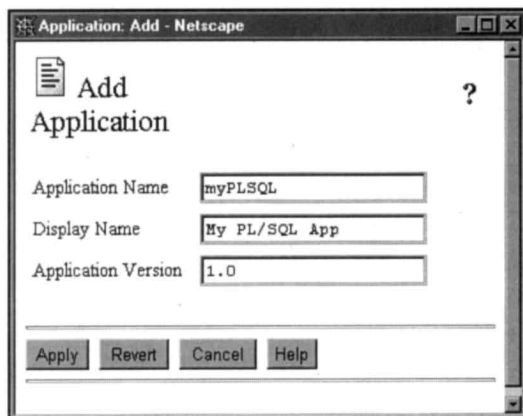 Application: Add - Netscape
Add
Application
?
Application Name myPLSQL
Display Name My PL/SQL App
Application Version 1.0
Apply Revert Cancel Help